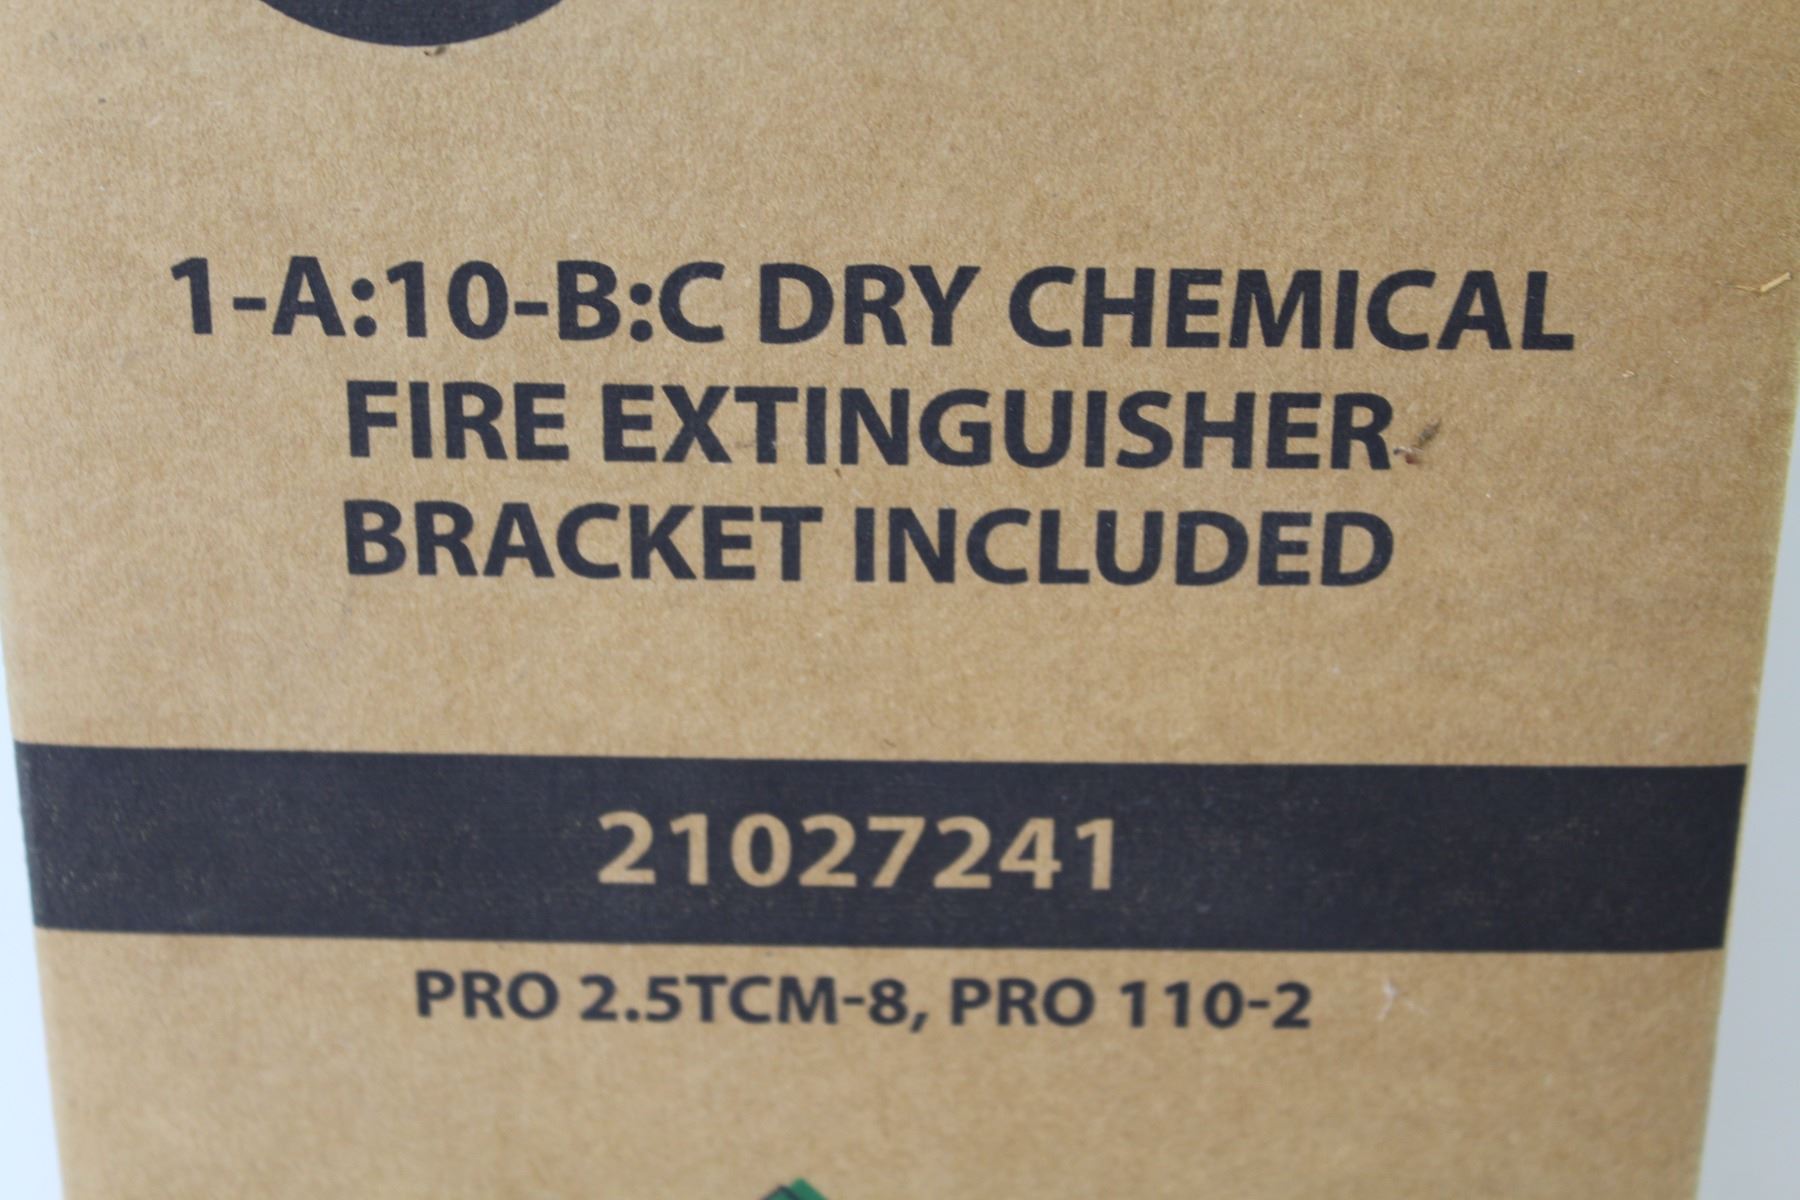 1-A:10-B:C DRY CHEMICAL
FIRE EXTINGUISHER
BRACKET INCLUDED
21027241
PRO 2.5TCM-8, PRO 110-2